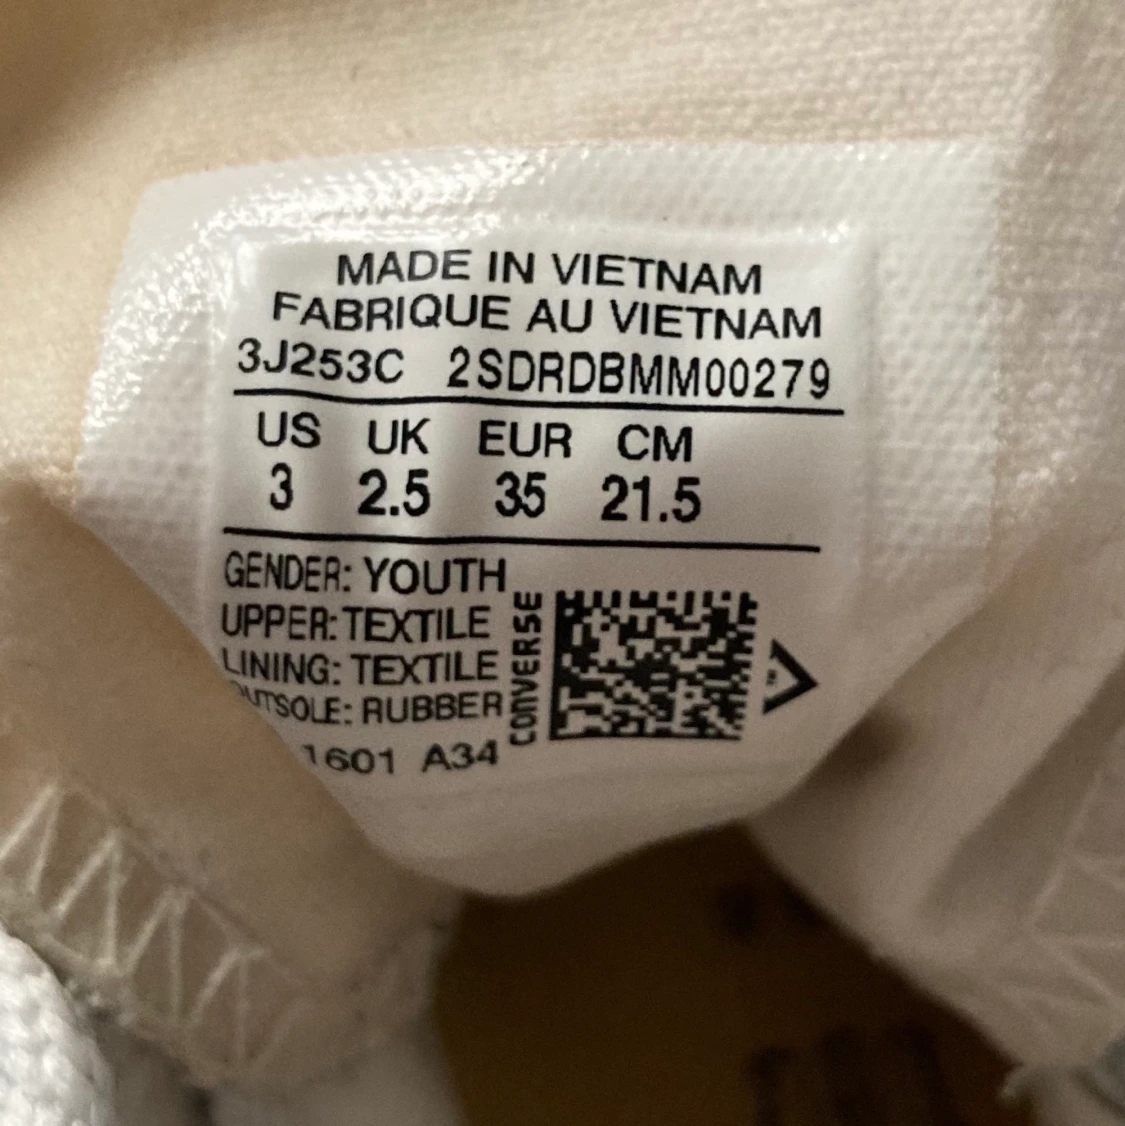 MADE IN VIETNAM
FABRIQUE AU VIETNAM
3J253C 2SDRDBMM00279
US UK EUR CM
3 2.5 35 21.5
GENDER: YOUTH
UPPER: TEXTILE
LINING: TEXTILE
OUTSOLE: RUBBER
1601 A34
CONVERSE